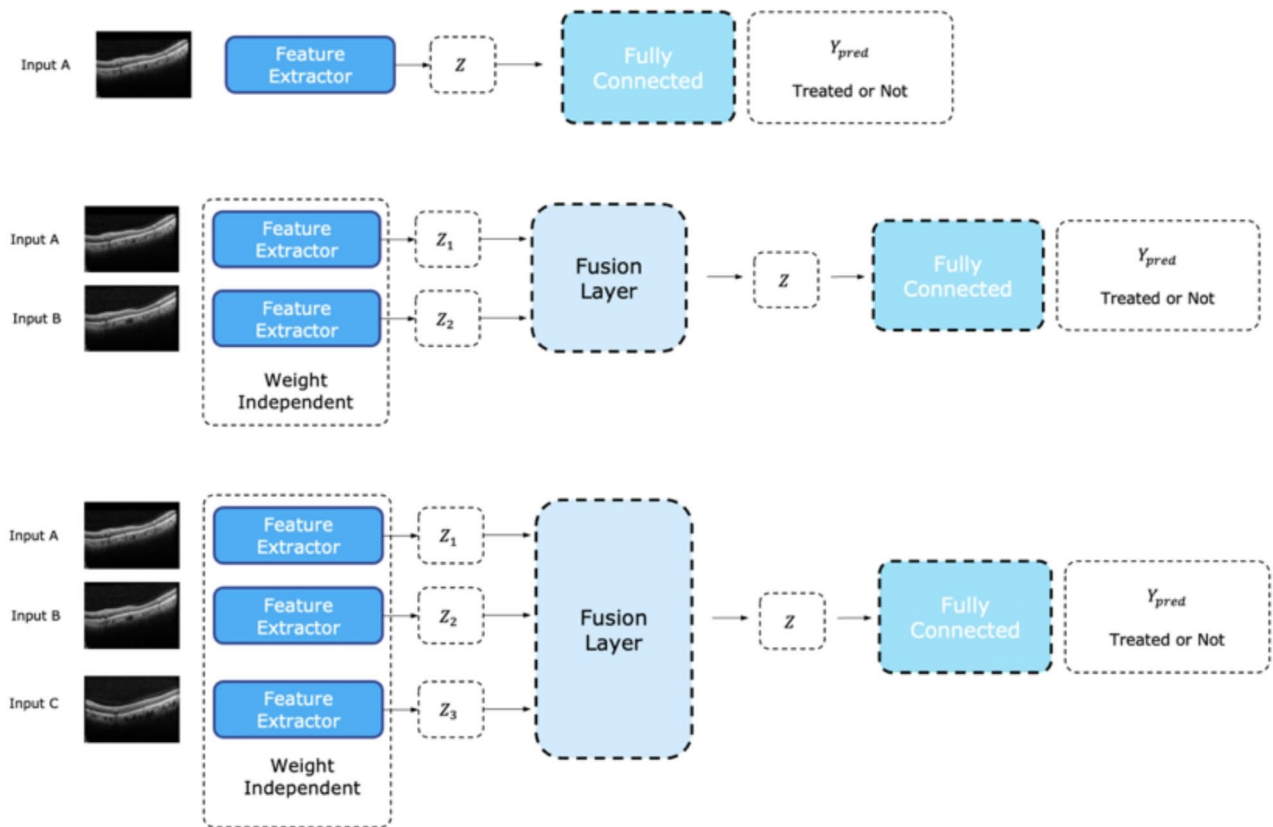 Input A
Feature
Extractor
Z
Fully
Connected
Y_pred
Treated or Not
Input A
Feature
Extractor
Z_1
Input B
Feature
Extractor
Z_2
Weight
Independent
Fusion
Layer
Z
Fully
Connected
Y_pred
Treated or Not
Input A
Feature
Extractor
Z_1
Input B
Feature
Extractor
Z_2
Input C
Feature
Extractor
Z_3
Weight
Independent
Fusion
Layer
Z
Fully
Connected
Y_pred
Treated or Not